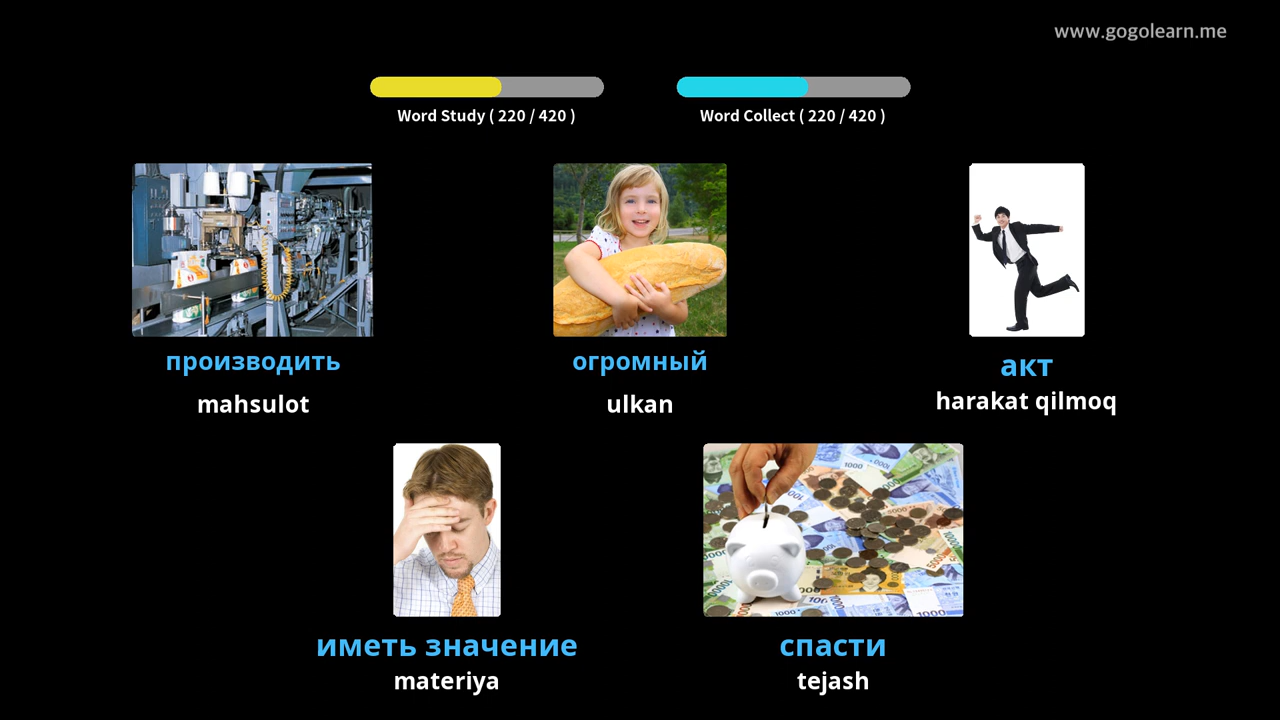 www.gogolearn.me
Word Study ( 220 / 420 )
Word Collect ( 220 / 420 )
производить
mahsulot
огромный
ulkan
акт
harakat qilmoq
иметь значение
materiya
спасти
tejash